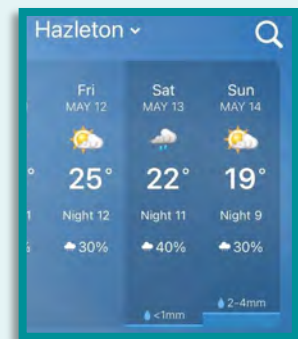 Hazleton
Fri Sat Sun
MAY 12 MAY 13 MAY 14
25° 22° 19°
Night 12 Night 11 Night 9
30% 40% 30%
<1mm 2-4mm